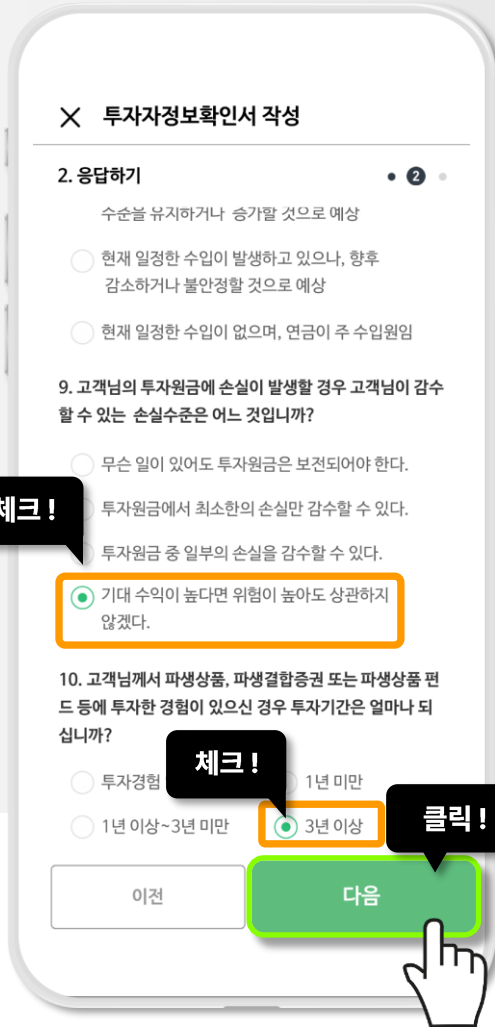 투자자정보확인서 작성
2. 응답하기
2
수준을 유지하거나 증가할 것으로 예상
현재 일정한 수입이 발생하고 있으나, 향후
감소하거나 불안정할 것으로 예상
현재 일정한 수입이 없으며, 연금이 주 수입원임
9. 고객님의 투자원금에 손실이 발생할 경우 고객님이 감수
할 수 있는 손실수준은 어느 것입니까?
무슨 일이 있어도 투자원금은 보전되어야 한다.
체크 !
투자원금에서 최소한의 손실만 감수할 수 있다.
투자원금 중 일부의 손실을 감수할 수 있다.
기대 수익이 높다면 위험이 높아도 상관하지
않겠다.
10. 고객님께서 파생상품, 파생결합증권 또는 파생상품 펀
드 등에 투자한 경험이 있으신 경우 투자기간은 얼마나 되
십니까?
체크 !
투자경험
1년 미만
1년 이상~3년 미만
3년 이상
클릭 !
이전
다음